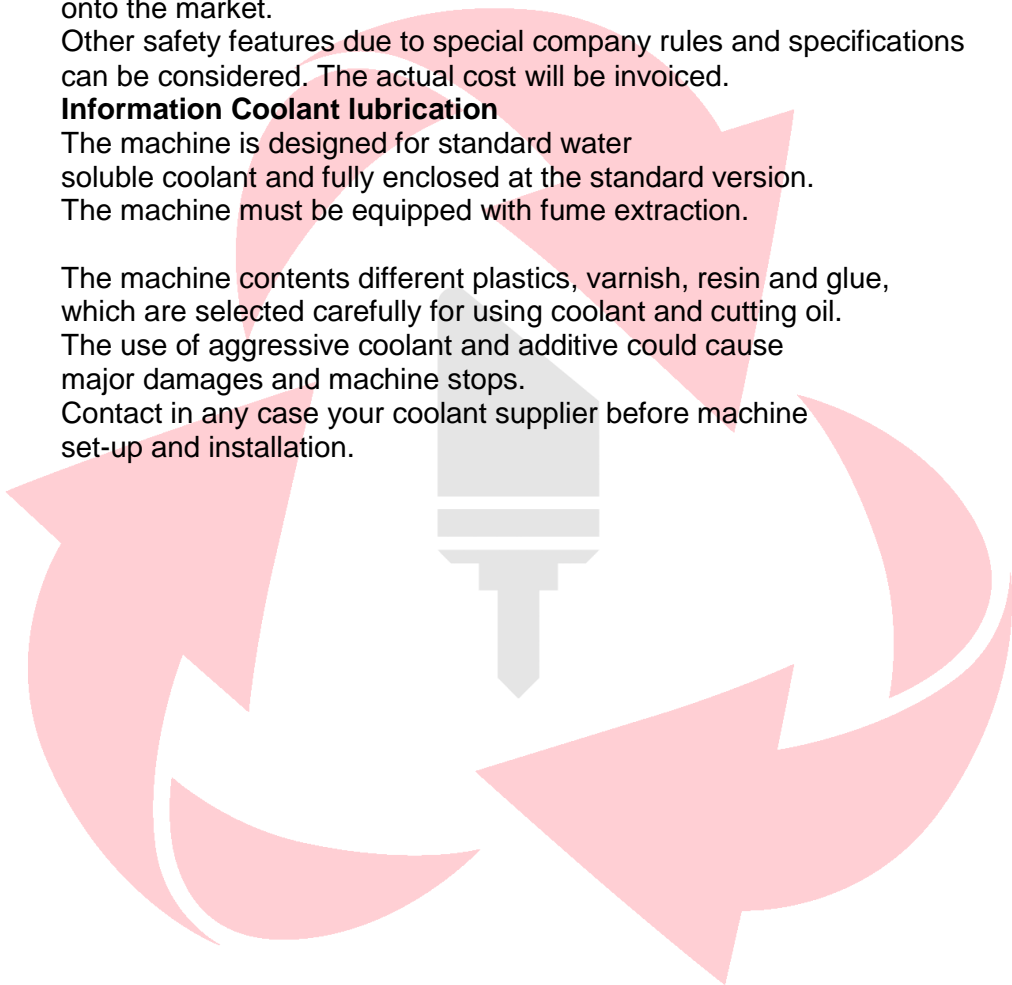 onto the market.
Other safety features due to special company rules and specifications
can be considered. The actual cost will be invoiced.
Information Coolant lubrication
The machine is designed for standard water
soluble coolant and fully enclosed at the standard version.
The machine must be equipped with fume extraction.
The machine contents different plastics, varnish, resin and glue,
which are selected carefully for using coolant and cutting oil.
The use of aggressive coolant and additive could cause
major damages and machine stops.
Contact in any case your coolant supplier before machine
set-up and installation.